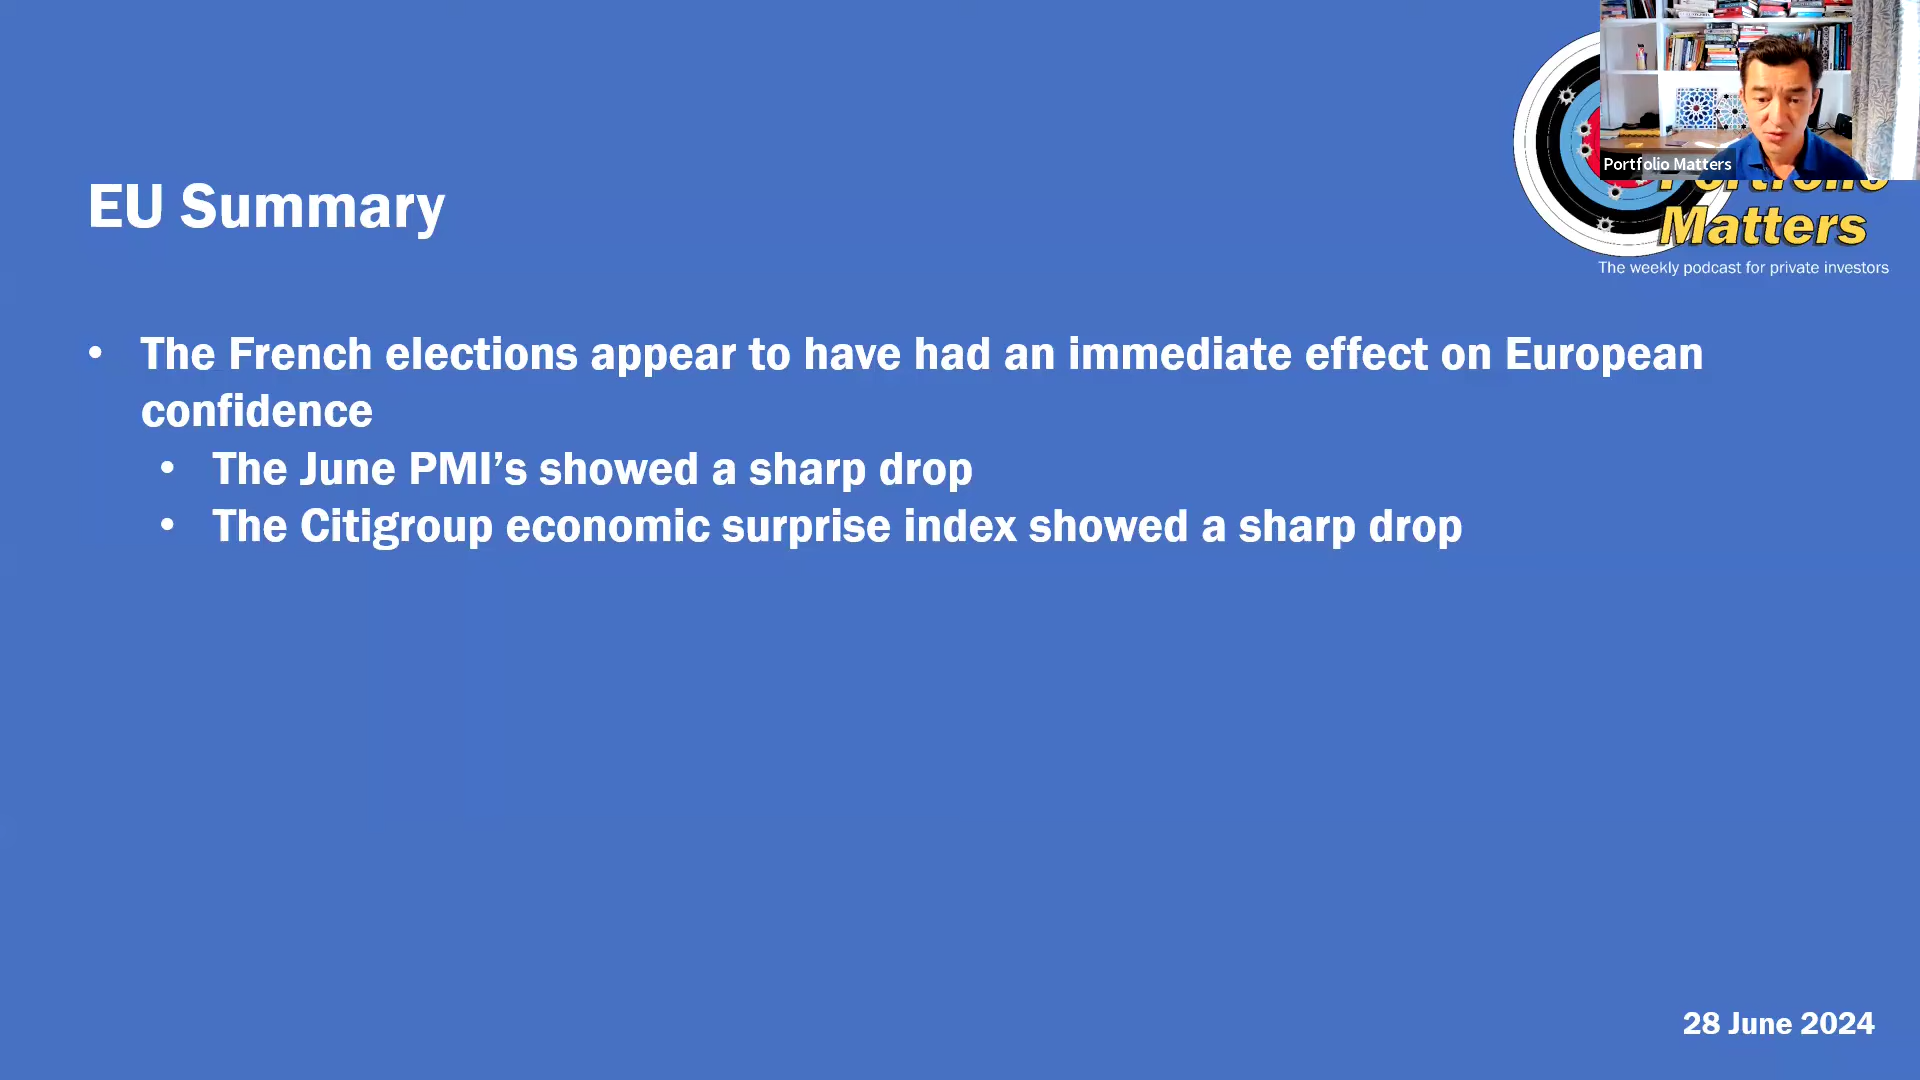 Portfolio Matters
Matters
The weekly podcast for private investors
EU Summary
• The French elections appear to have had an immediate effect on European
confidence
• The June PMI’s showed a sharp drop
• The Citigroup economic surprise index showed a sharp drop
28 June 2024